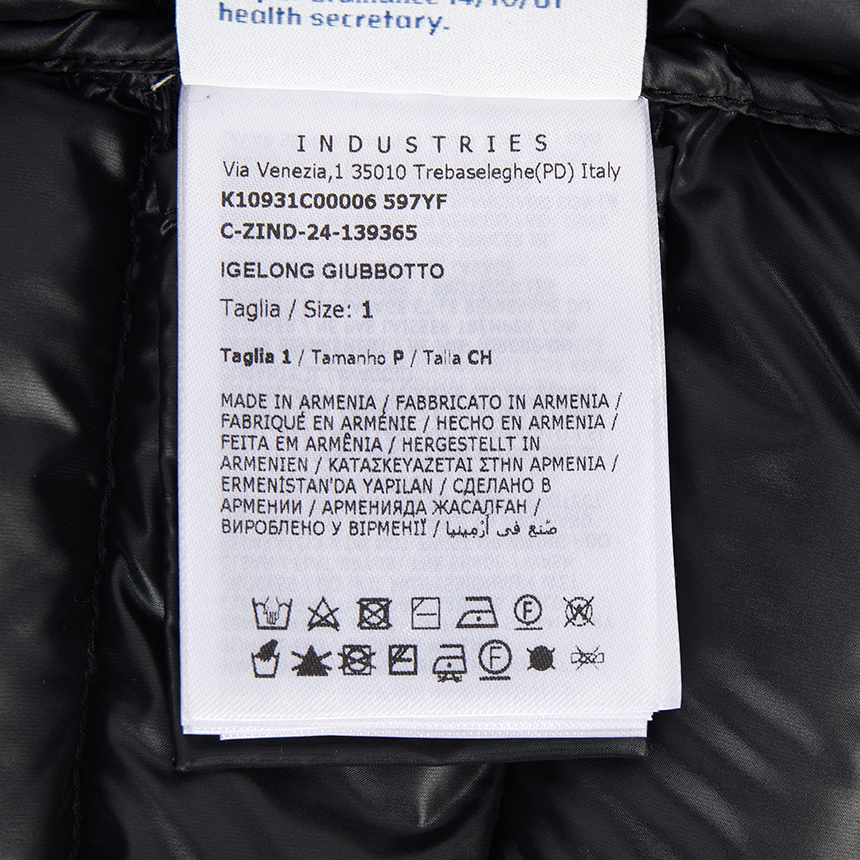 health secretary.
INDUSTRIES
Via Venezia,1 35010 Trebaseleghe(PD) Italy
K10931C00006 597YF
C-ZIND-24-139365
IGELONG GIUBBOTTO
Taglia / Size: 1
Taglia 1 / Tamanho P / Talla CH
MADE IN ARMENIA / FABBRICATO IN ARMENIA /
FABRIQUÉ EN ARMÉNIE / HECHO EN ARMENIA /
FEITA EM ARMÊNIA / HERGESTELLT IN
ARMENIEN / ΚΑΤΑΣΚΕΥΑΖΕΤΑΙ ΣΤΗΝ ΑΡΜΕΝΙΑ /
ERMENİSTAN'DA YAPILAN / СДЕЛАНО В
АРМЕНИИ / АРМЕНИЯДА ЖАСАЛҒАН /
ВИРОБЛЕНО У ВІРМЕНІЇ / صُنع في أرْمِينيا
F W
F